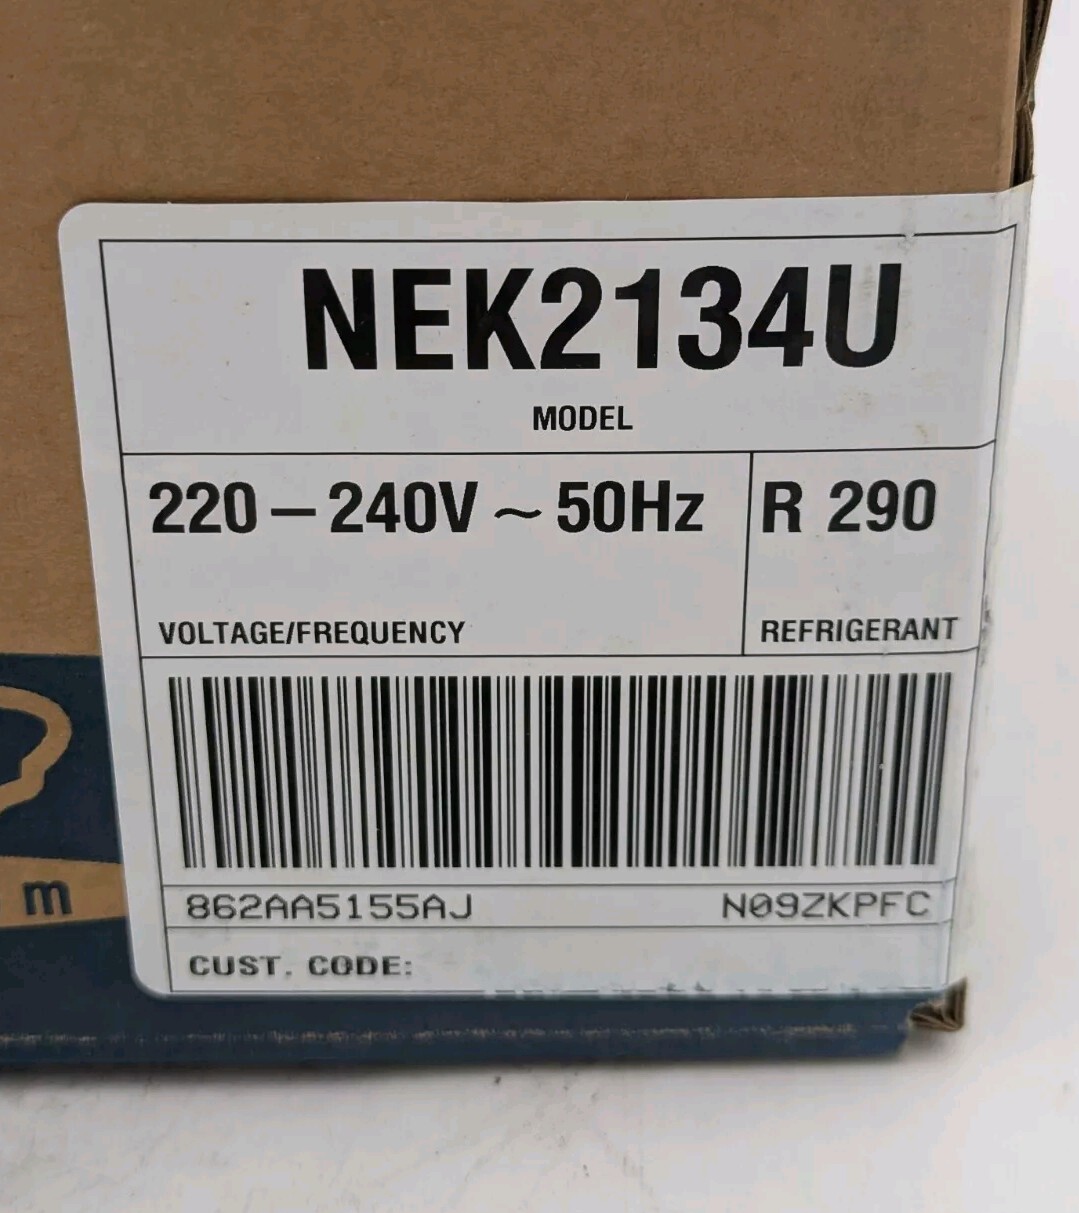 NEK2134U
MODEL
220-240V ~ 50Hz
R 290
VOLTAGE/FREQUENCY
REFRIGERANT
862AA5155AJ
N09ZKPFC
CUST. CODE:
m